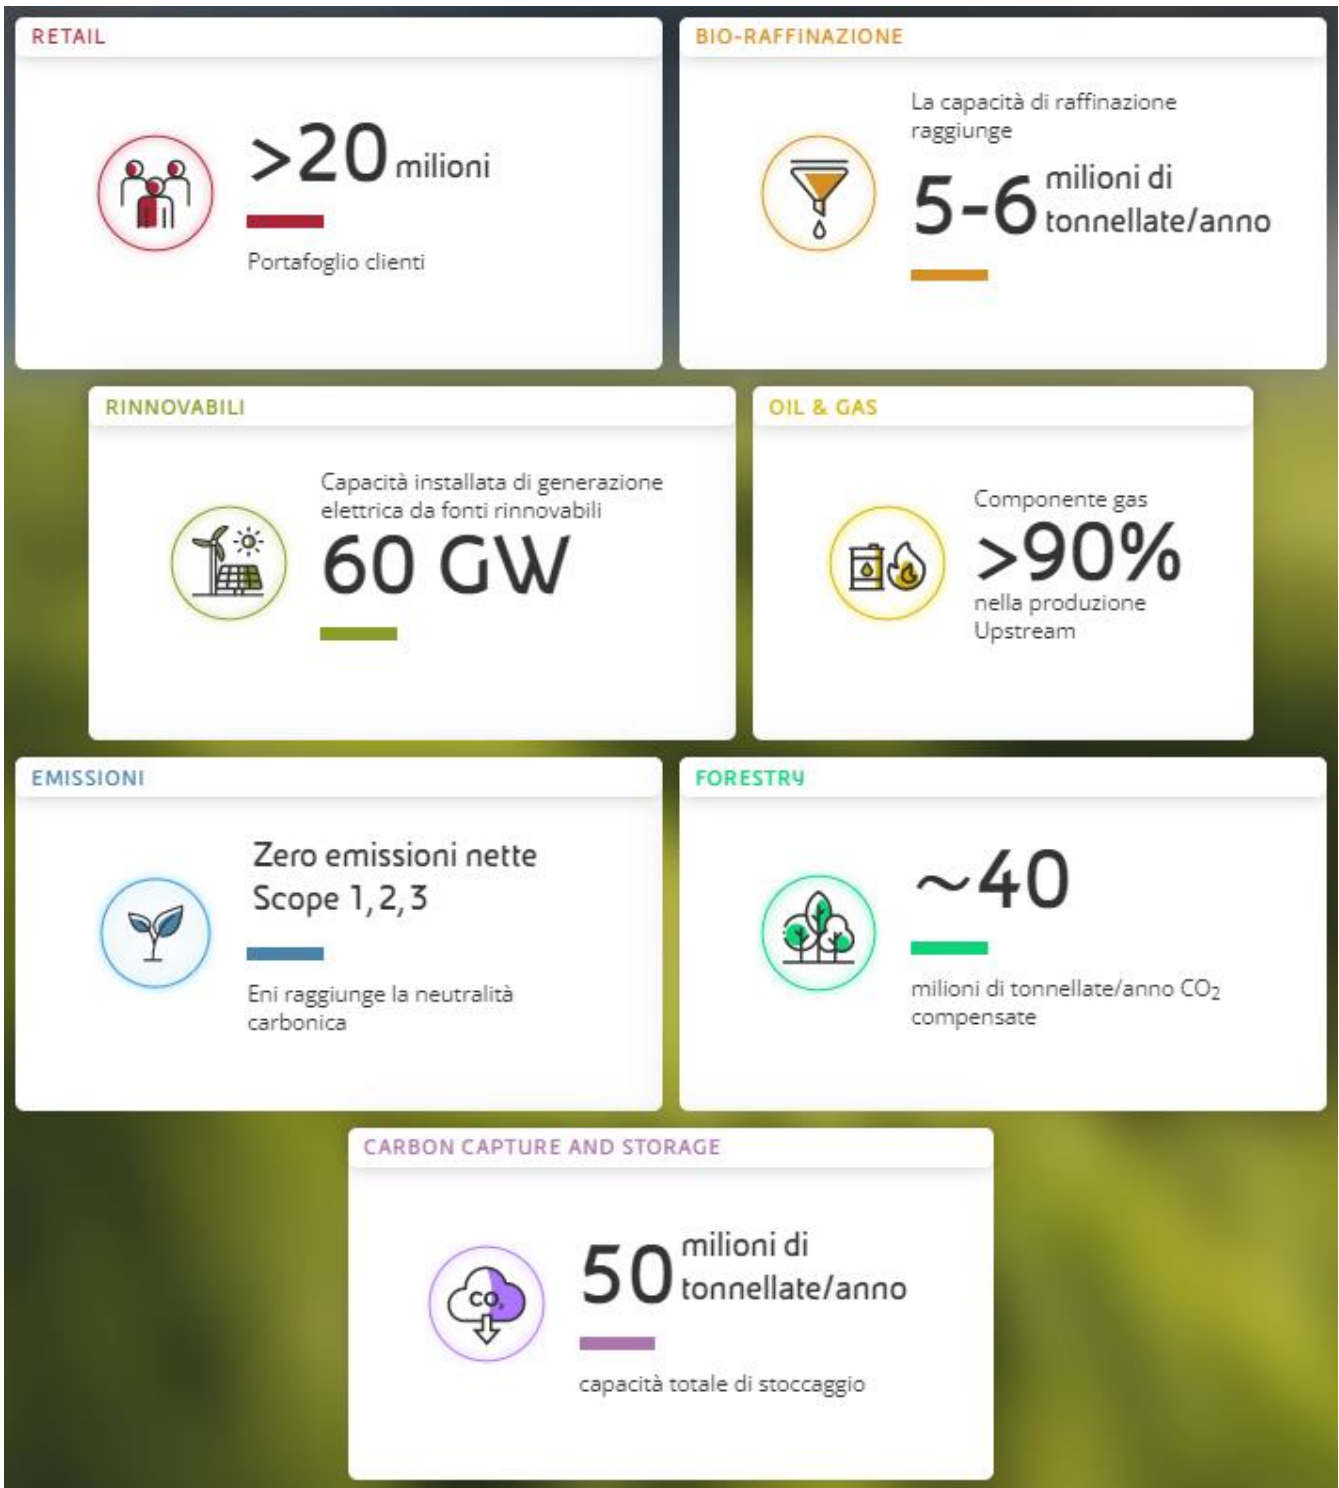 RETAIL
>20 milioni
Portafoglio clienti
BIO-RAFFINAZIONE
La capacità di raffinazione
raggiunge
5-6 milioni di
tonnellate/anno
RINNOVABILI
Capacità installata di generazione
elettrica da fonti rinnovabili
60 GW
OIL & GAS
Componente gas
>90%
nella produzione
Upstream
EMISSIONI
Zero emissioni nette
Scope 1, 2, 3
Eni raggiunge la neutralità
carbonica
FORESTRY
~40
milioni di tonnellate/anno CO₂
compensate
CARBON CAPTURE AND STORAGE
CO₂
50 milioni di
tonnellate/anno
capacità totale di stoccaggio